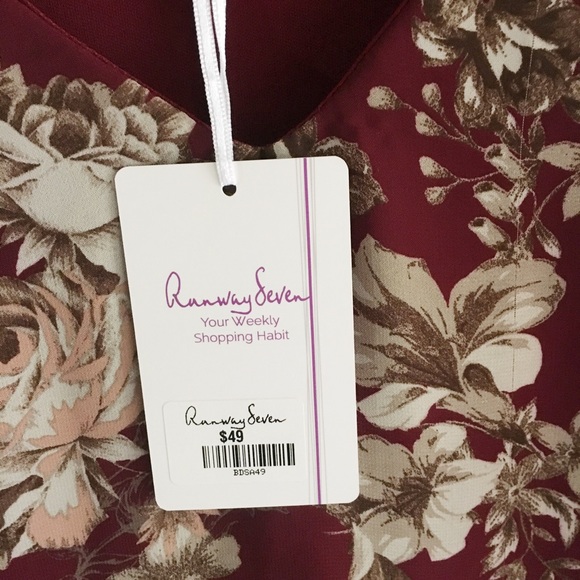 Runway Seven
Your Weekly
Shopping Habit
Runway Seven
$49
BDSA49